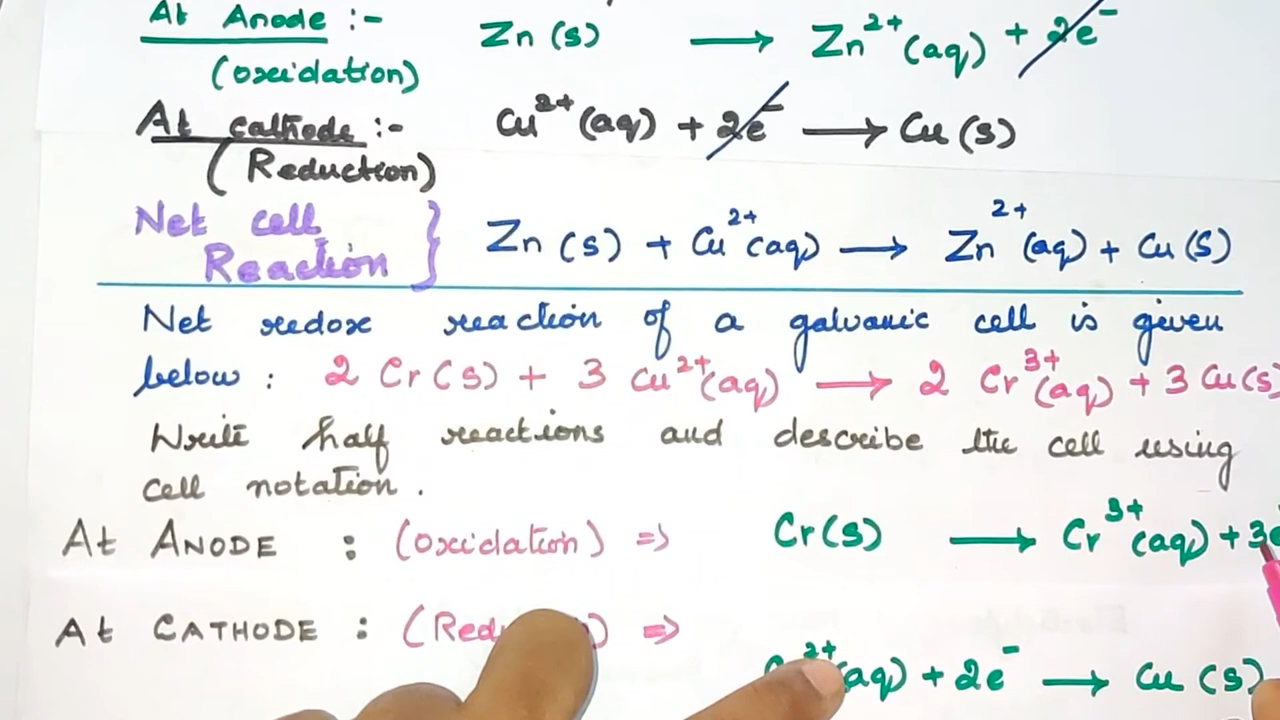 At Anode :-
Zn (s) ⟶ Zn²⁺ (aq) + 2e⁻
(oxidation)
At cathode :-
Cu²⁺ (aq) + 2e⁻ ⟶ Cu (s)
(Reduction)
Net cell Reaction } Zn (s) + Cu²⁺ (aq) ⟶ Zn²⁺ (aq) + Cu (s)
Net redox reaction of a galvanic cell is given
below : 2 Cr (s) + 3 Cu²⁺ (aq) ⟶ 2 Cr³⁺ (aq) + 3 Cu (s
Write half reactions and describe the cell using
cell notation .
At ANODE : (oxidation) ⇒ Cr (s) ⟶ Cr³⁺ (aq) + 3e
At CATHODE : ⇒
(aq) + 2e⁻ ⟶ Cu (s)